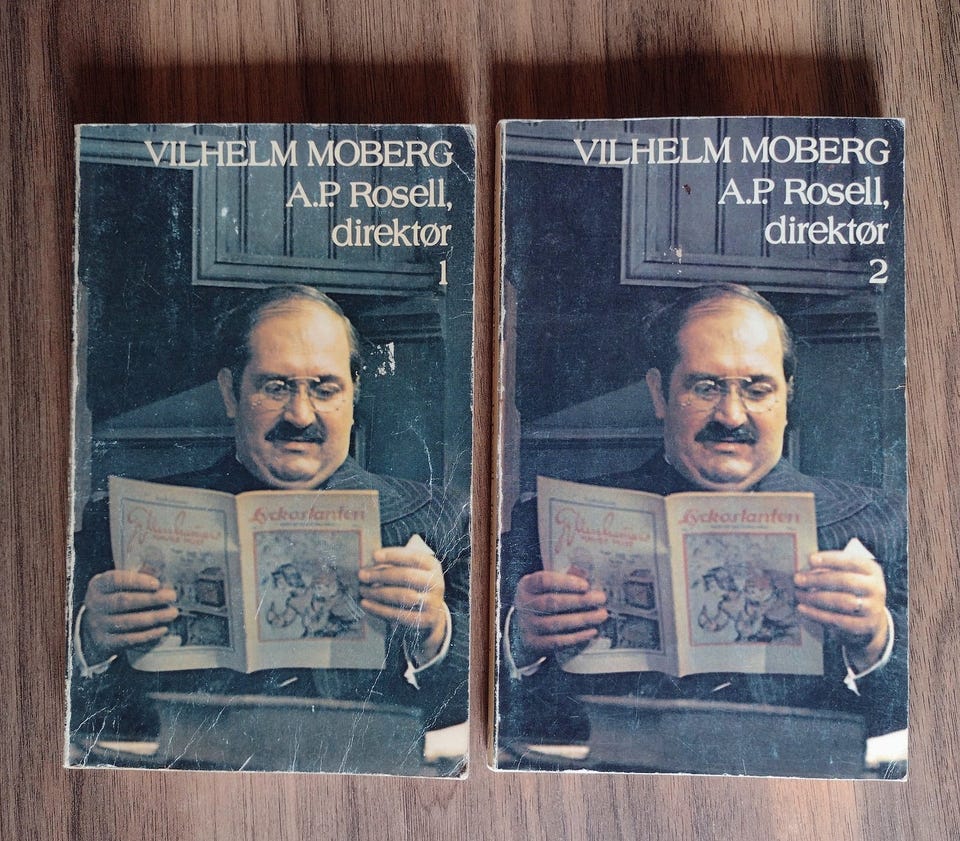 VILHELM MOBERG
A.P. Rosell,
direktør
1
Lyckoslanten
VILHELM MOBERG
A.P. Rosell,
direktør
2
Lyckoslanten